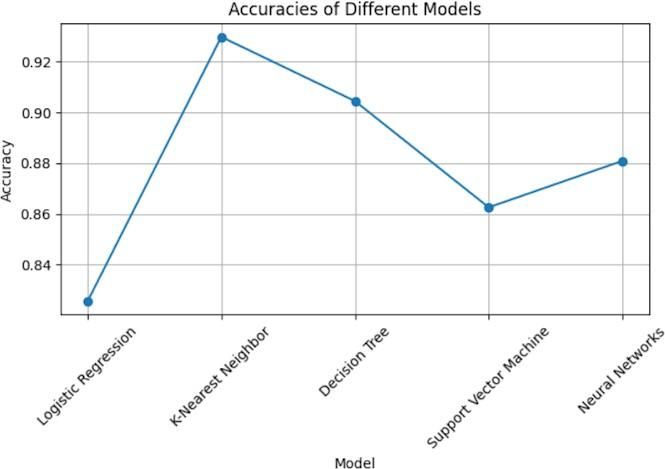 Accuracies of Different Models
Accuracy
0.92
0.90
0.88
0.86
0.84
Logistic Regression
K-Nearest Neighbor
Decision Tree
Support Vector Machine
Neural Networks
Model